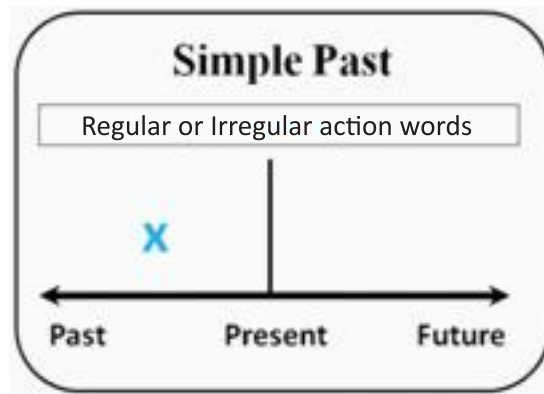 Simple Past
Regular or Irregular action words
X
Past Present Future